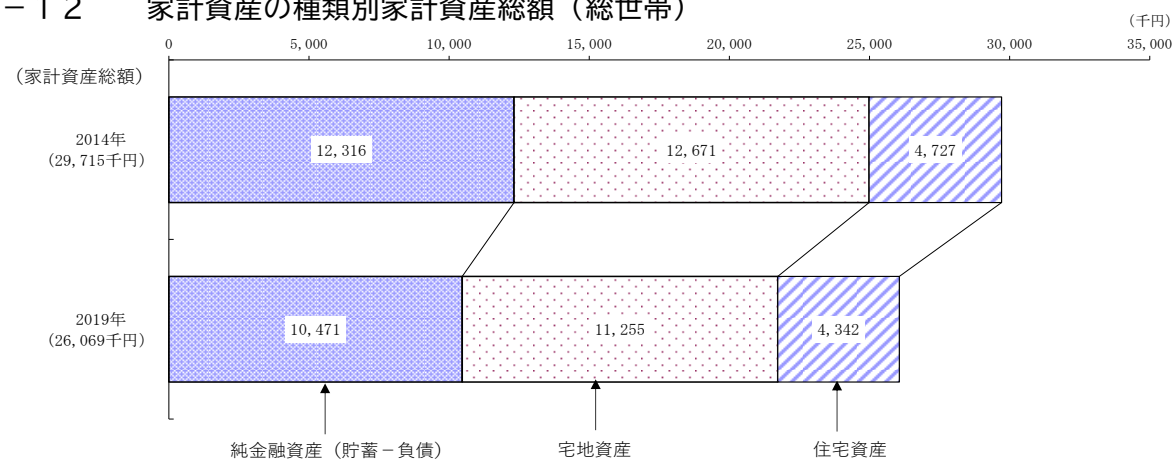 －１２　家計資産の種類別家計資産総額（総世帯）
（千円）
0　5,000　10,000　15,000　20,000　25,000　30,000　35,000
（家計資産総額）
2014年
（29,715千円）
12,316　12,671　4,727
2019年
（26,069千円）
10,471　11,255　4,342
純金融資産（貯蓄－負債）　宅地資産　住宅資産